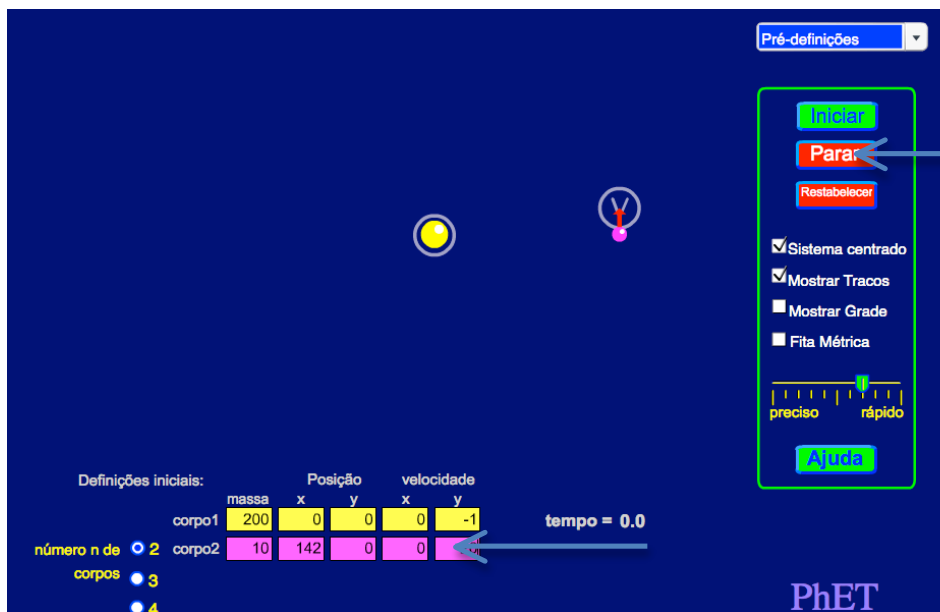 Pré-definições
Iniciar
Parar
Restabelecer
V
Sistema centrado
Mostrar Tracos
Mostrar Grade
Fita Métrica
preciso rápido
Ajuda
Definições iniciais: Posição velocidade
massa x y x y
corpo1 200 0 0 0 -1
tempo = 0.0
número n de corpos
2 corpo2 10 142 0 0
3
4
PhET